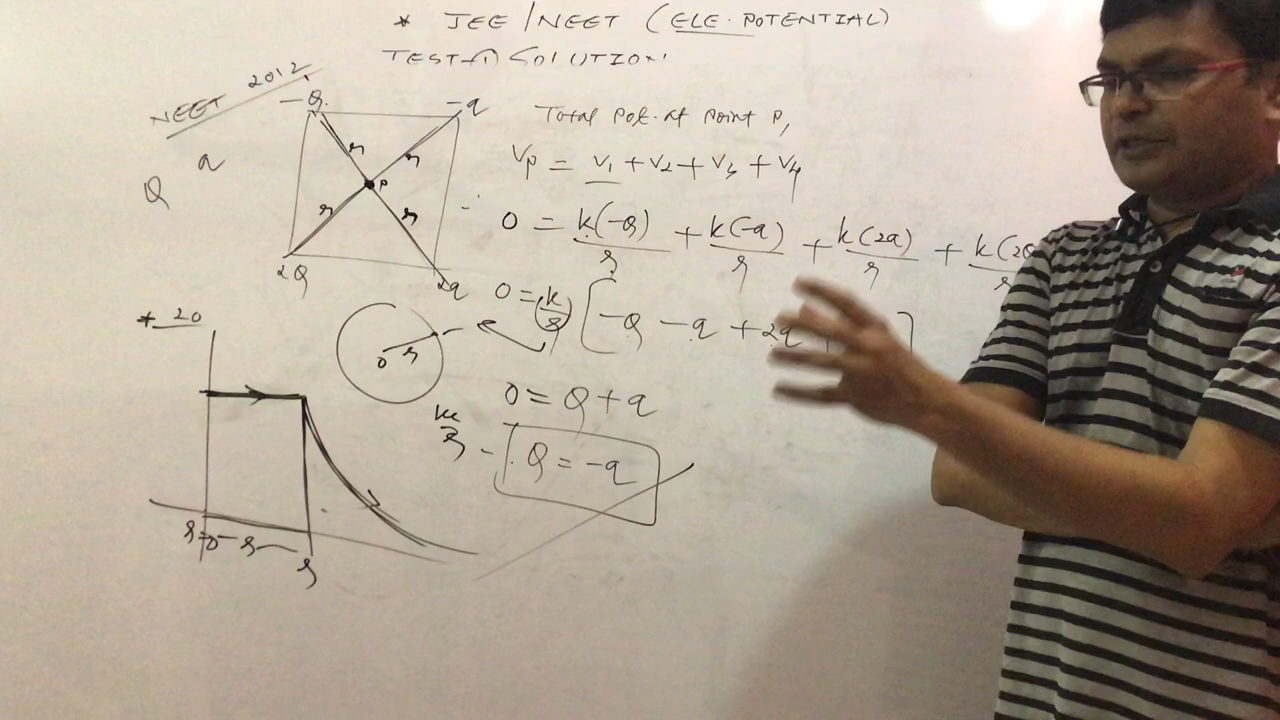 * JEE / NEET (ELE. POTENTIAL)
TEST-① SOLUTION:
NEET 2012
-Q -q
Q q
r r
P
r r
2Q 2q
Total Pot. at point P,
Vp = V1 + V2 + V3 + V4
0 = k(-Q)/r + k(-q)/r + k(2q)/r + k(2Q
0 = (k/r) [-Q - q + 2q
0 = Q + q
Q = -q
* 20
O r
r=0 r
r